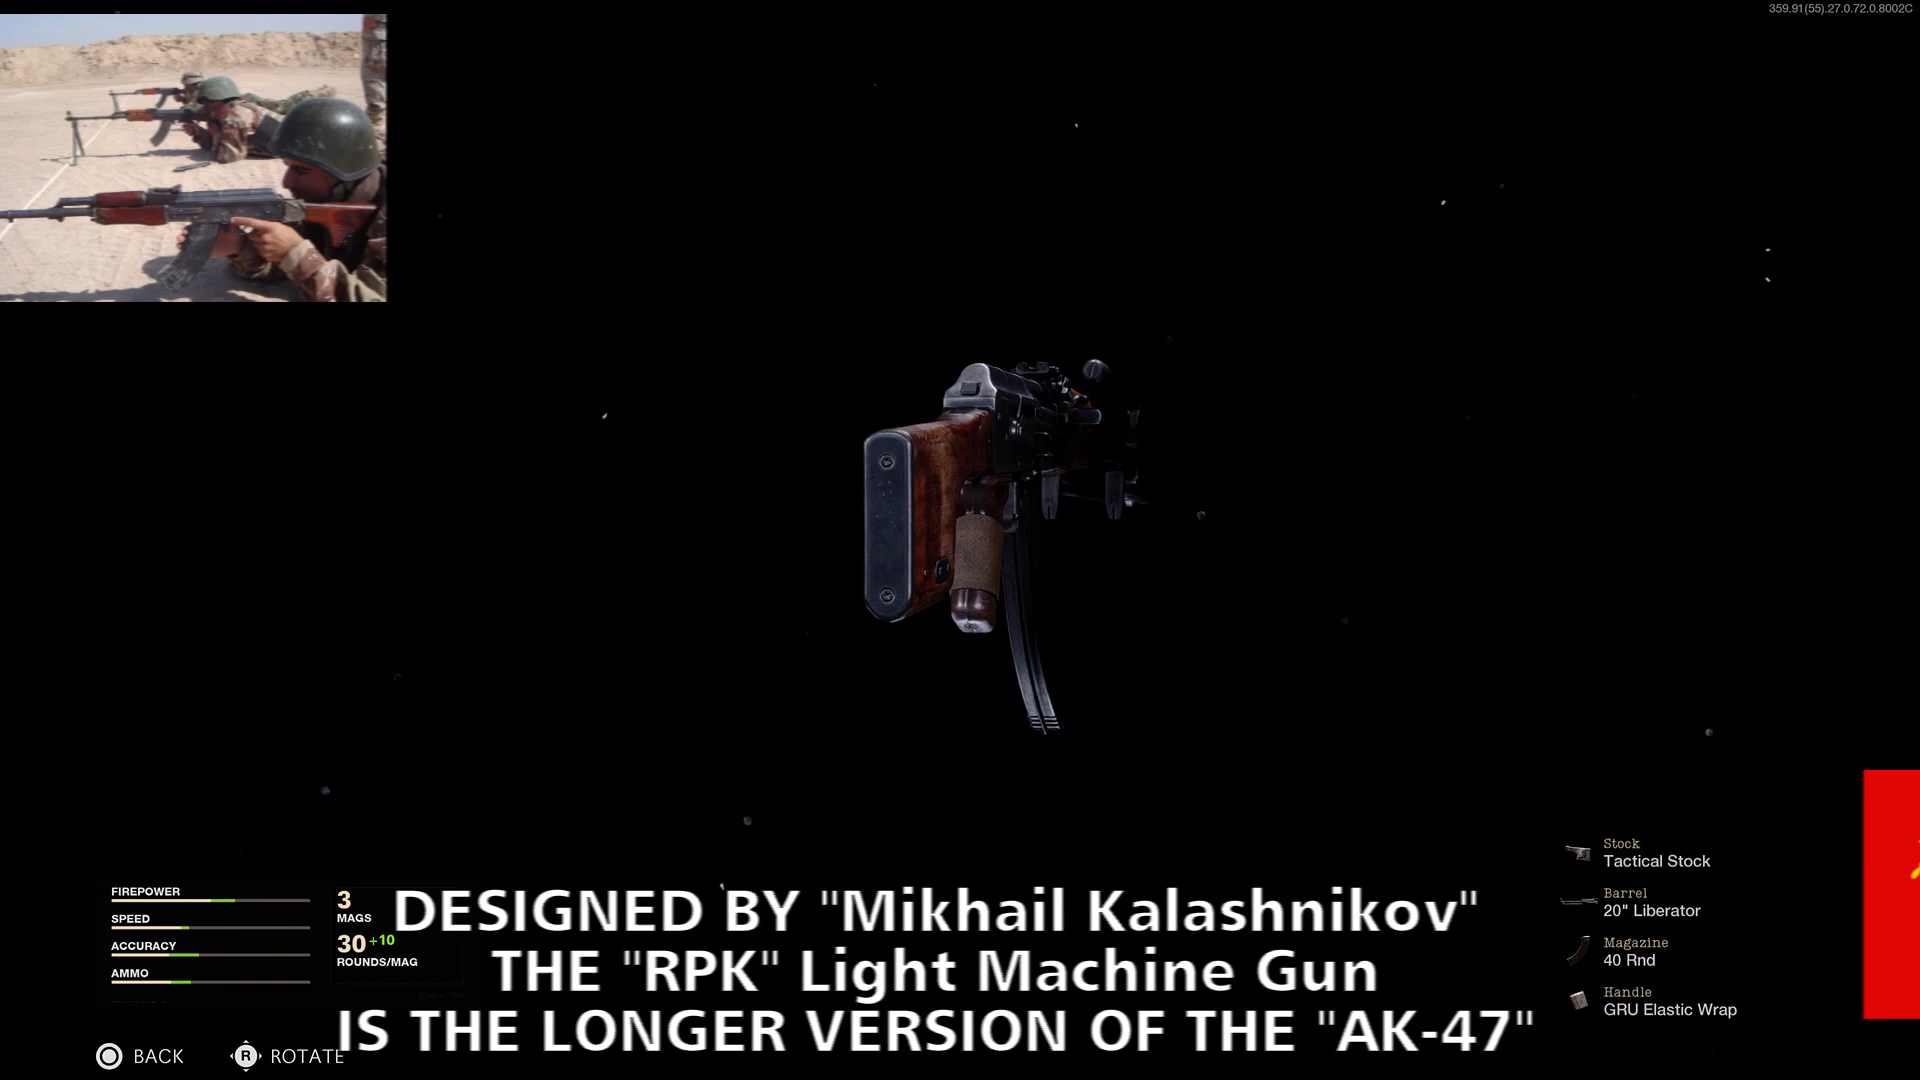 359.91(55).27.0.72.0.8002C
FIREPOWER
SPEED
ACCURACY
AMMO
3
MAGS
30 +10
ROUNDS/MAG
DESIGNED BY "Mikhail Kalashnikov"
THE "RPK" Light Machine Gun
IS THE LONGER VERSION OF THE "AK-47"
Stock
Tactical Stock
Barrel
20" Liberator
Magazine
40 Rnd
Handle
GRU Elastic Wrap
BACK
R
ROTATE